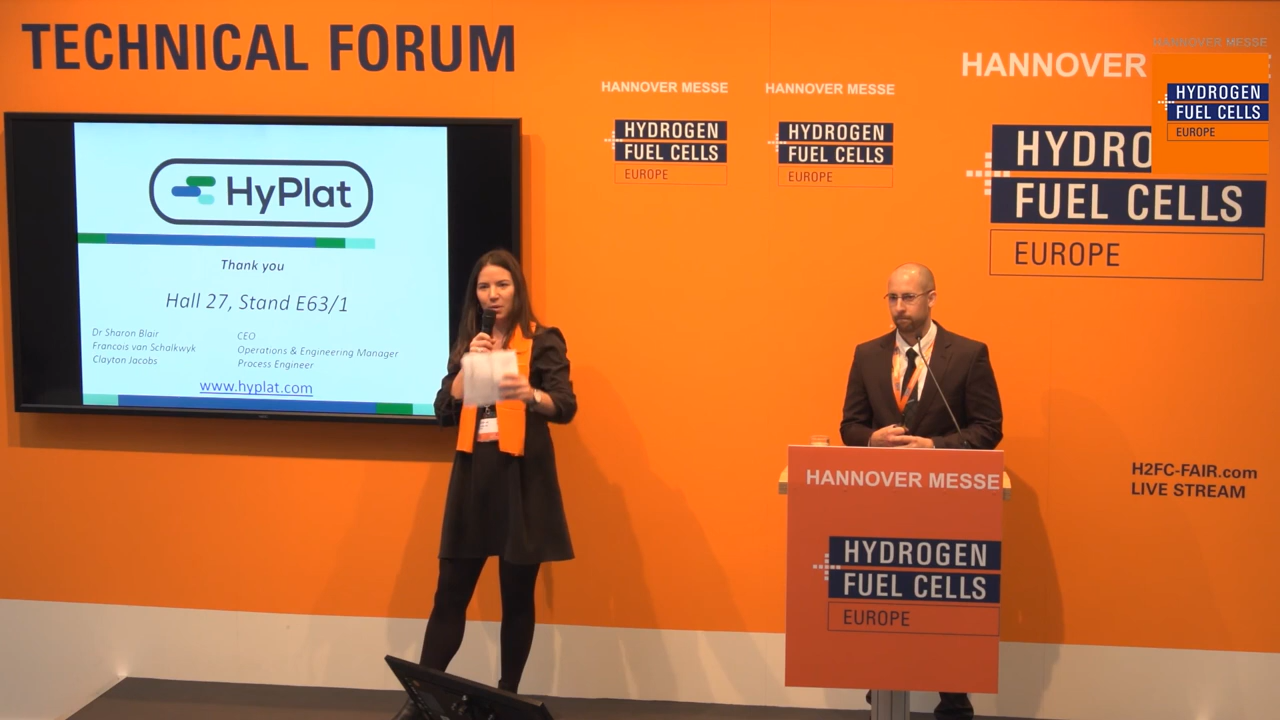 TECHNICAL FORUM
HyPlat
Thank you
Hall 27, Stand E63/1
Dr Sharon Blair CEO
Francois van Schalkwyk Operations & Engineering Manager
Clayton Jacobs Process Engineer
www.hyplat.com
HANNOVER MESSE
HYDROGEN
FUEL CELLS
EUROPE
HANNOVER MESSE
HYDROGEN
FUEL CELLS
EUROPE
HANNOVER
HYDRO
FUEL CELLS
EUROPE
HANNOVER MESSE
HYDROGEN
FUEL CELLS
EUROPE
H2FC-FAIR.com
LIVE STREAM
HANNOVER MESSE
HYDROGEN
FUEL CELLS
EUROPE